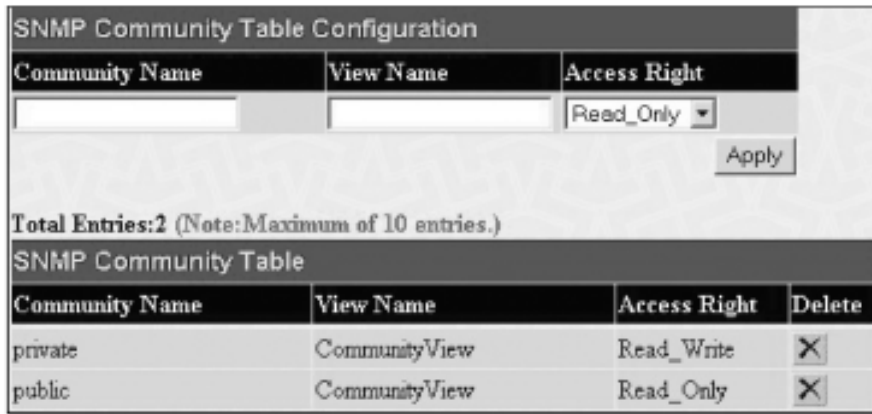 SNMP Community Table Configuration
Community Name View Name Access Right
Read_Only
Apply
Total Entries:2 (Note:Maximum of 10 entries.)
SNMP Community Table
Community Name View Name Access Right Delete
private CommunityView Read_Write X
public CommunityView Read_Only X